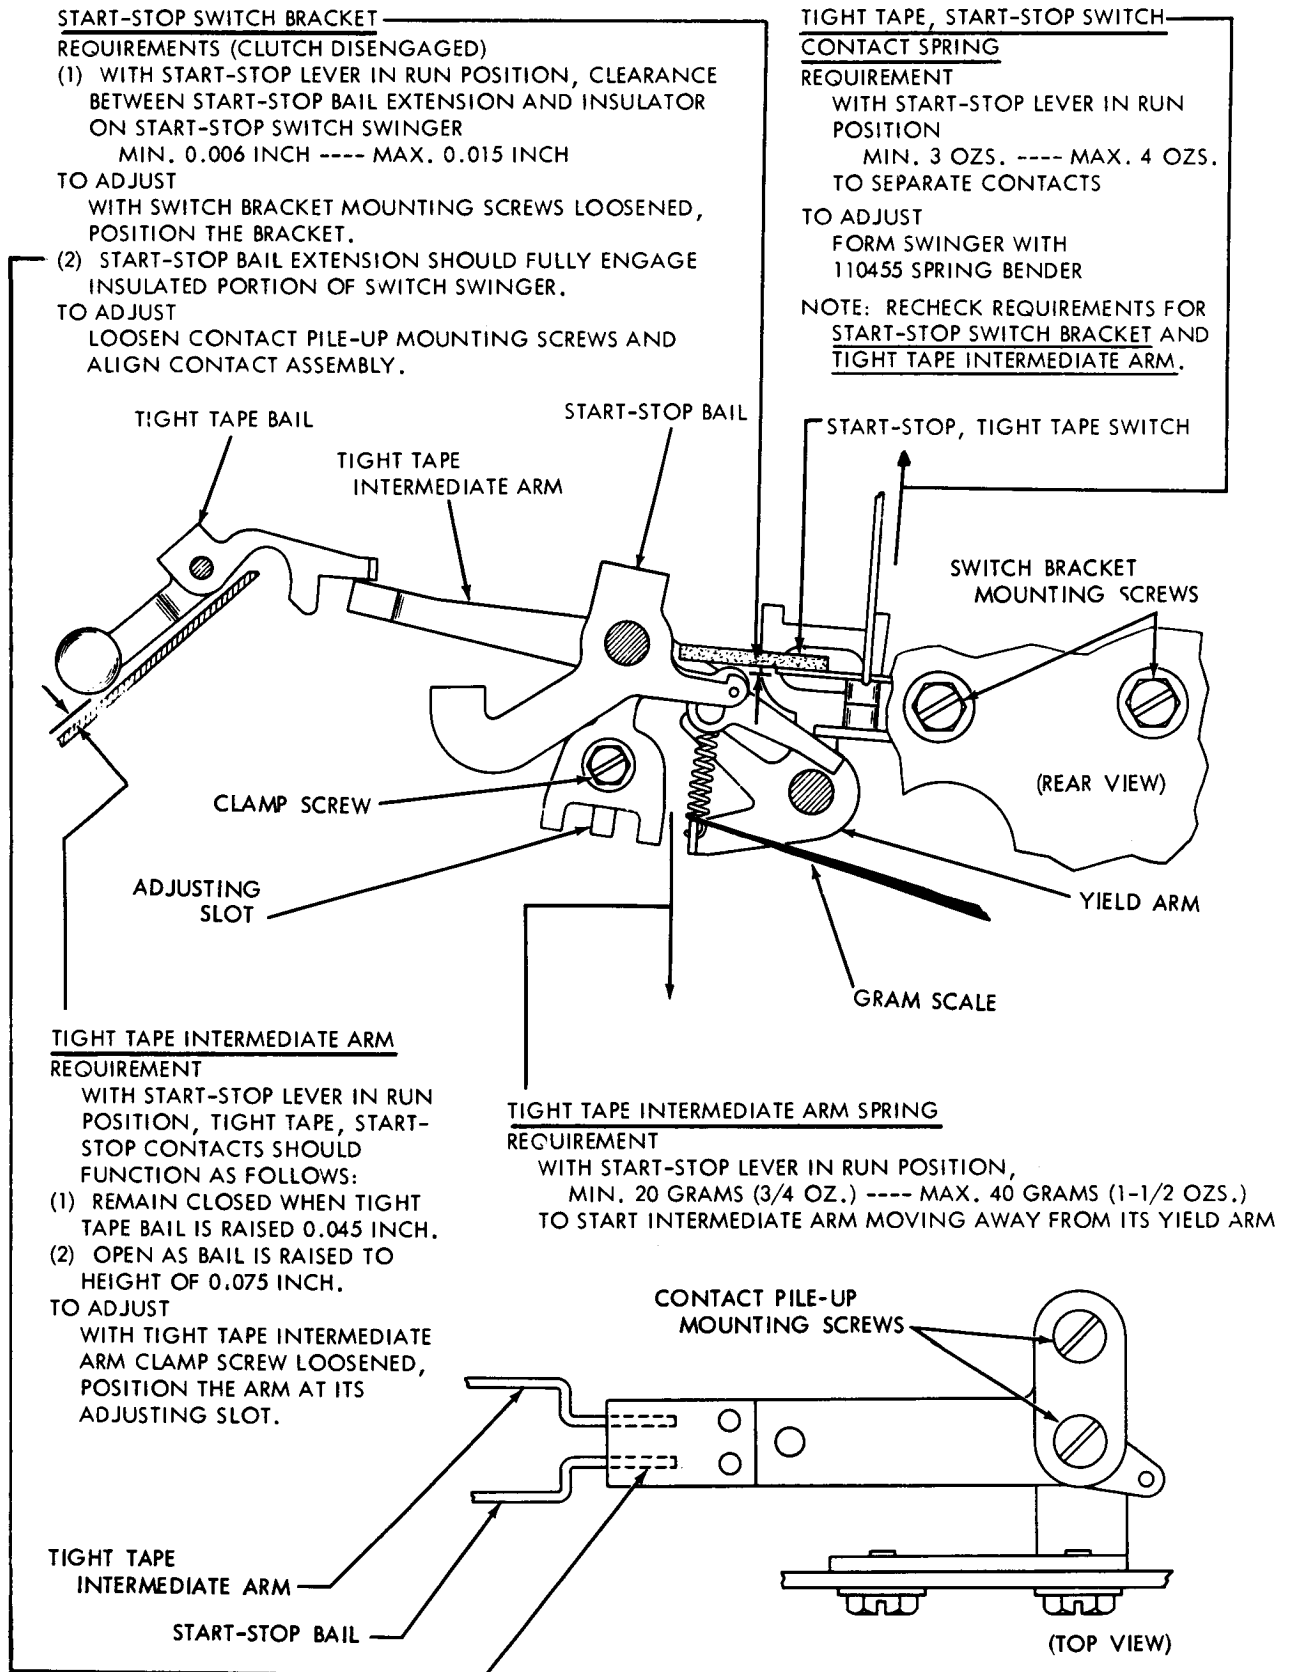 START-STOP SWITCH BRACKET
REQUIREMENTS (CLUTCH DISENGAGED)
(1) WITH START-STOP LEVER IN RUN POSITION, CLEARANCE
BETWEEN START-STOP BAIL EXTENSION AND INSULATOR
ON START-STOP SWITCH SWINGER
MIN. 0.006 INCH ---- MAX. 0.015 INCH
TO ADJUST
WITH SWITCH BRACKET MOUNTING SCREWS LOOSENED,
POSITION THE BRACKET.
(2) START-STOP BAIL EXTENSION SHOULD FULLY ENGAGE
INSULATED PORTION OF SWITCH SWINGER.
TO ADJUST
LOOSEN CONTACT PILE-UP MOUNTING SCREWS AND
ALIGN CONTACT ASSEMBLY.
TIGHT TAPE, START-STOP SWITCH
CONTACT SPRING
REQUIREMENT
WITH START-STOP LEVER IN RUN
POSITION
MIN. 3 OZS. ---- MAX. 4 OZS.
TO SEPARATE CONTACTS
TO ADJUST
FORM SWINGER WITH
110455 SPRING BENDER
NOTE: RECHECK REQUIREMENTS FOR
START-STOP SWITCH BRACKET AND
TIGHT TAPE INTERMEDIATE ARM.
TIGHT TAPE BAIL
START-STOP BAIL
START-STOP, TIGHT TAPE SWITCH
TIGHT TAPE
INTERMEDIATE ARM
SWITCH BRACKET
MOUNTING SCREWS
(REAR VIEW)
CLAMP SCREW
ADJUSTING
SLOT
YIELD ARM
GRAM SCALE
TIGHT TAPE INTERMEDIATE ARM
REQUIREMENT
WITH START-STOP LEVER IN RUN
POSITION, TIGHT TAPE, START-
STOP CONTACTS SHOULD
FUNCTION AS FOLLOWS:
(1) REMAIN CLOSED WHEN TIGHT
TAPE BAIL IS RAISED 0.045 INCH.
(2) OPEN AS BAIL IS RAISED TO
HEIGHT OF 0.075 INCH.
TO ADJUST
WITH TIGHT TAPE INTERMEDIATE
ARM CLAMP SCREW LOOSENED,
POSITION THE ARM AT ITS
ADJUSTING SLOT.
TIGHT TAPE INTERMEDIATE ARM SPRING
REQUIREMENT
WITH START-STOP LEVER IN RUN POSITION,
MIN. 20 GRAMS (3/4 OZ.) ---- MAX. 40 GRAMS (1-1/2 OZS.)
TO START INTERMEDIATE ARM MOVING AWAY FROM ITS YIELD ARM
CONTACT PILE-UP
MOUNTING SCREWS
TIGHT TAPE
INTERMEDIATE ARM
START-STOP BAIL
(TOP VIEW)